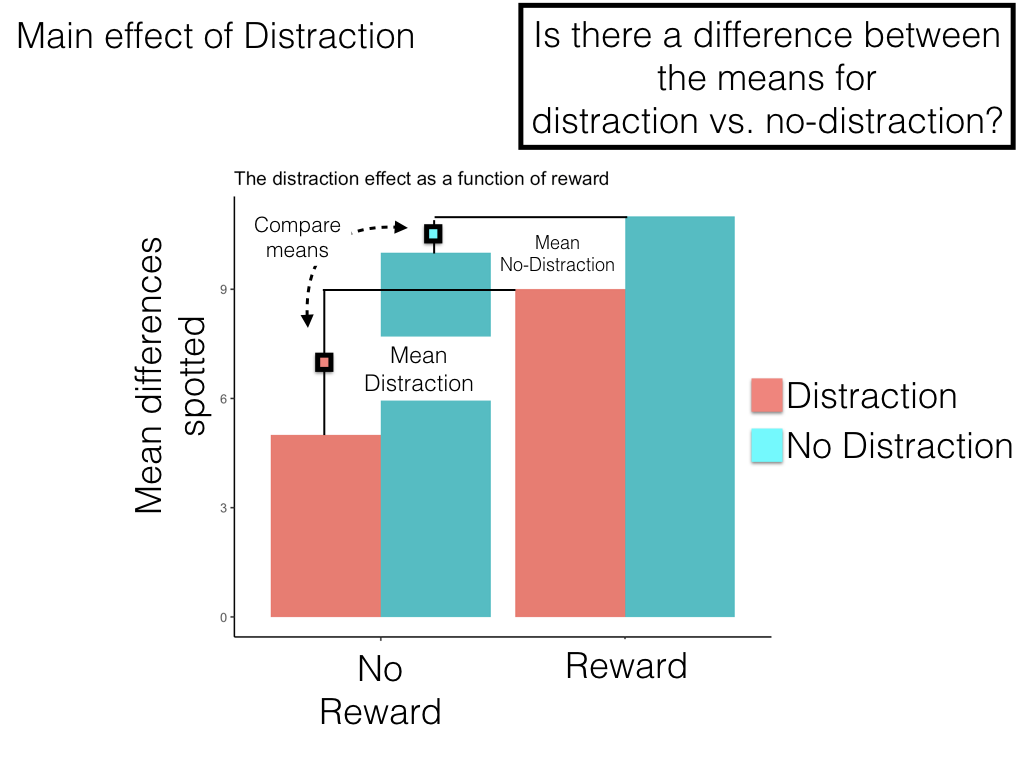 Main effect of Distraction
Is there a difference between
the means for
distraction vs. no-distraction?
The distraction effect as a function of reward
Compare
means
Mean
No-Distraction
Mean
Distraction
Mean differences
spotted
9
6
3
0
Distraction
No Distraction
No
Reward
Reward